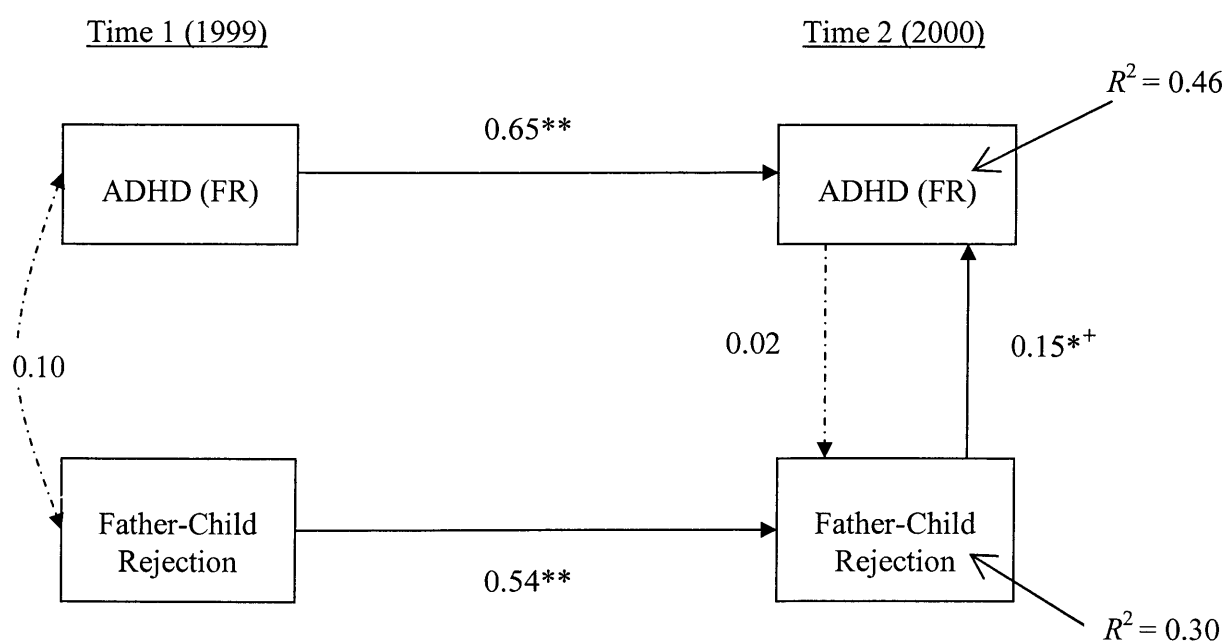 Time 1 (1999)
Time 2 (2000)
R² = 0.46
0.65**
ADHD (FR)
ADHD (FR)
0.10
0.02
0.15*⁺
Father-Child
Rejection
Father-Child
Rejection
0.54**
R² = 0.30